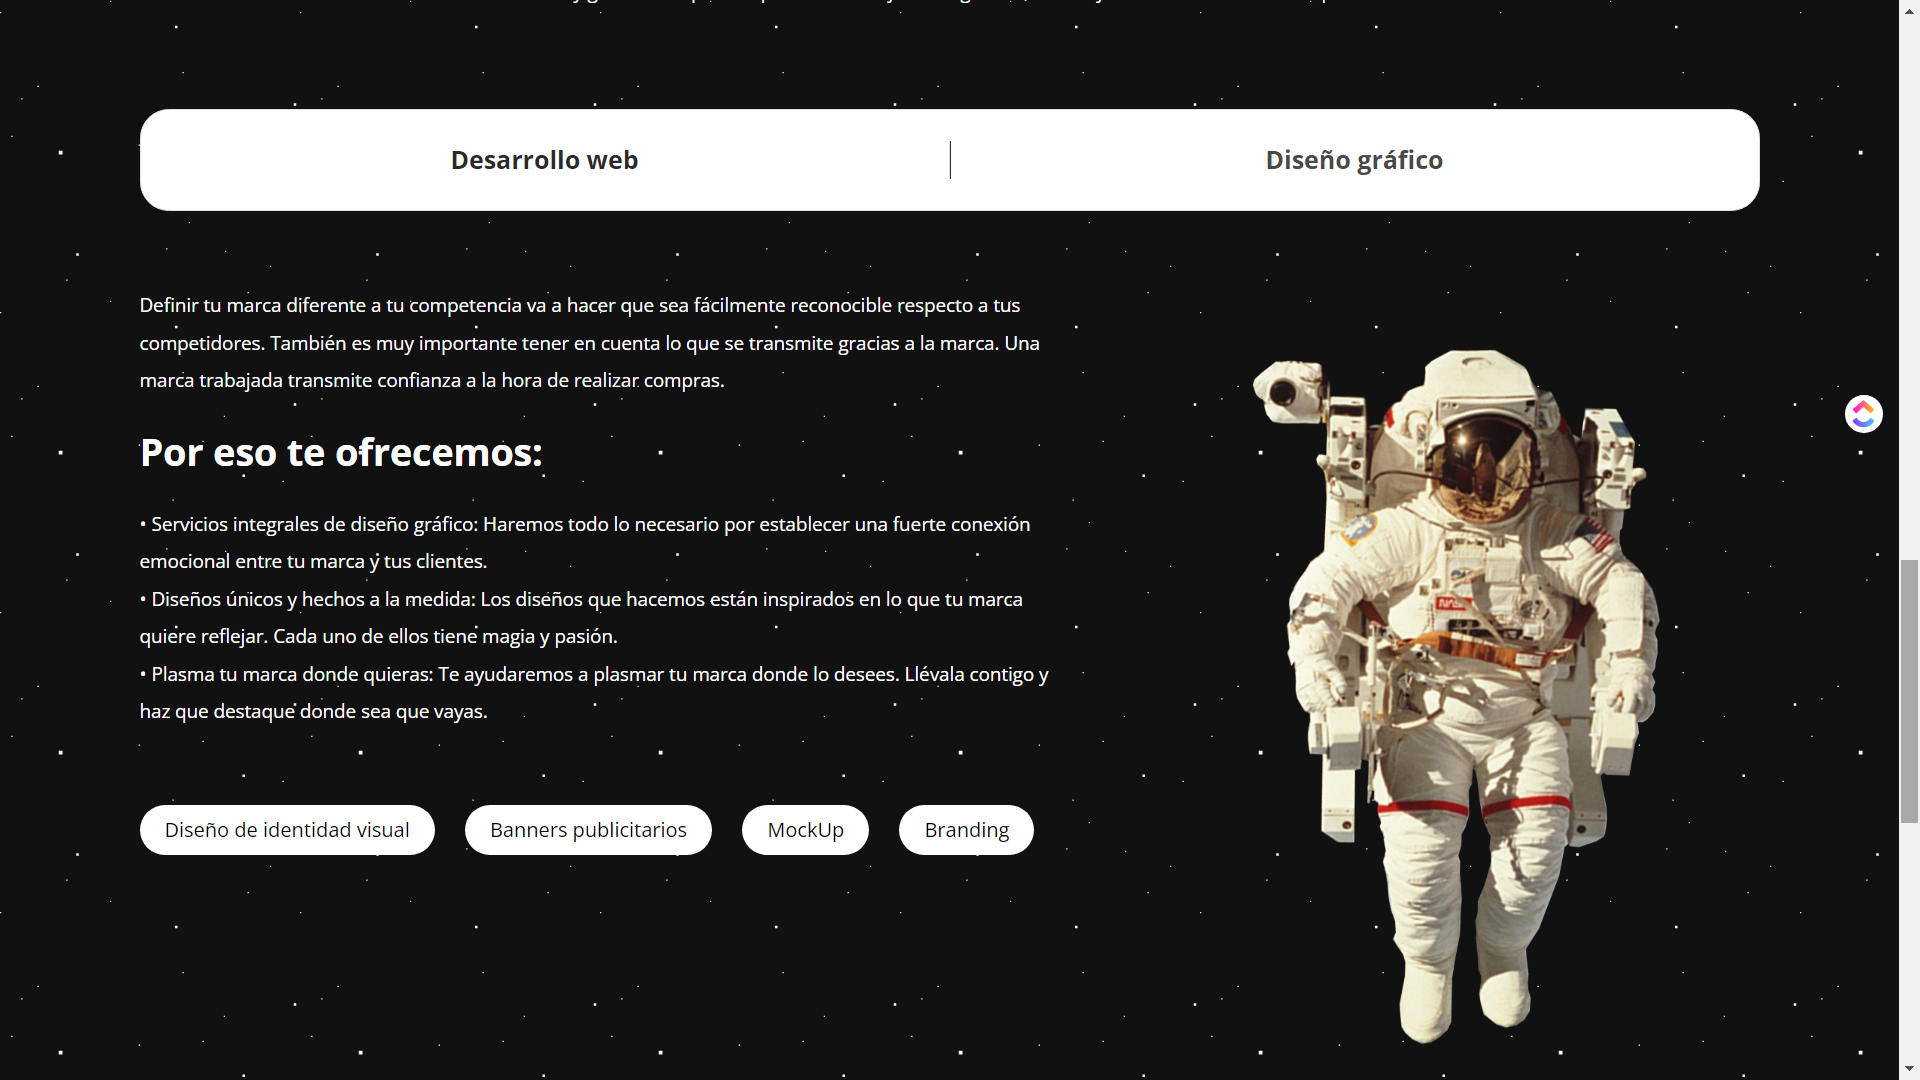 Desarrollo web
Diseño gráfico
Definir tu marca diferente a tu competencia va a hacer que sea fácilmente reconocible respecto a tus
competidores. También es muy importante tener en cuenta lo que se transmite gracias a la marca. Una
marca trabajada transmite confianza a la hora de realizar compras.
Por eso te ofrecemos:
• Servicios integrales de diseño gráfico: Haremos todo lo necesario por establecer una fuerte conexión
emocional entre tu marca y tus clientes.
• Diseños únicos y hechos a la medida: Los diseños que hacemos están inspirados en lo que tu marca
quiere reflejar. Cada uno de ellos tiene magia y pasión.
• Plasma tu marca donde quieras: Te ayudaremos a plasmar tu marca donde lo desees. Llévala contigo y
haz que destaque donde sea que vayas.
Diseño de identidad visual
Banners publicitarios
MockUp
Branding